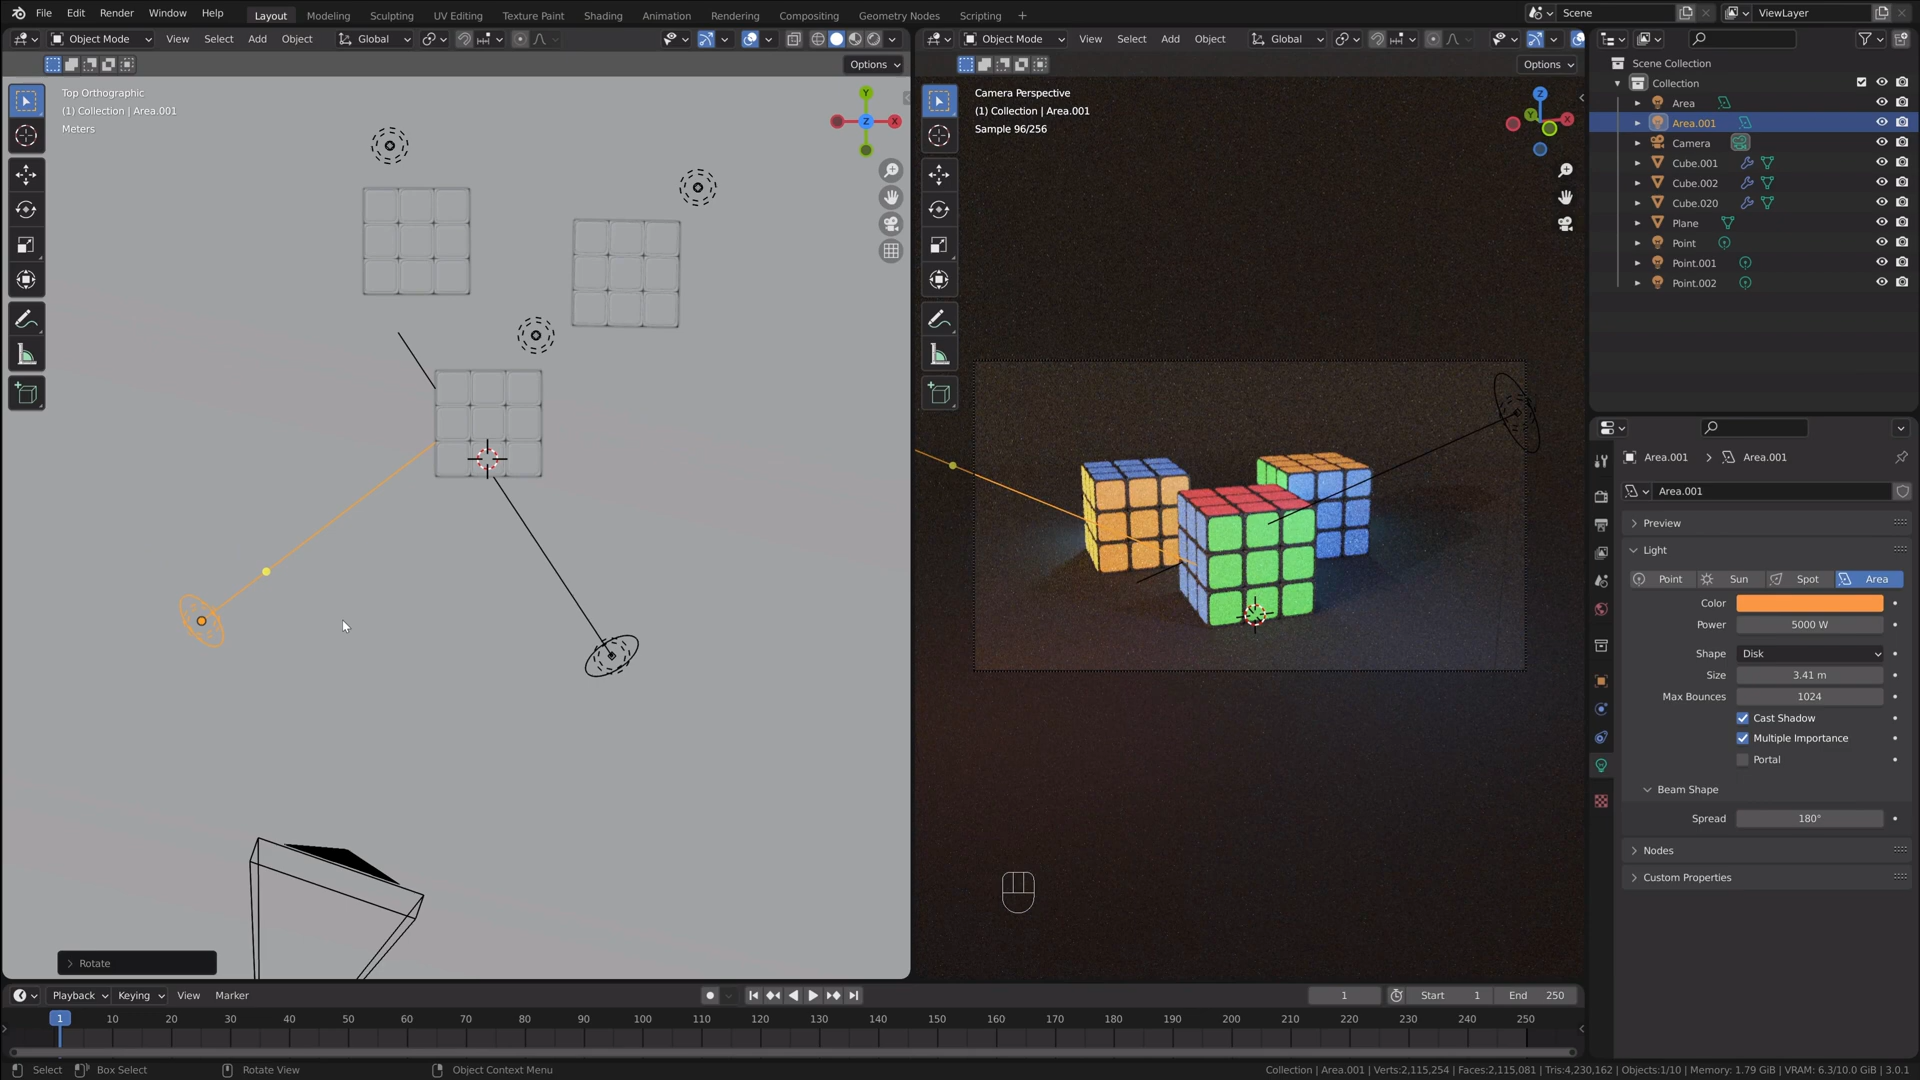 File Edit Render Window Help Layout Modeling Sculpting UV Editing Texture Paint Shading Animation Rendering Compositing Geometry Nodes Scripting + Scene ViewLayer
Object Mode View Select Add Object Global
Options
Top Orthographic
(1) Collection | Area.001
Meters
Y
X
Z
Rotate
Object Mode View Select Add Object Global
Options
Camera Perspective
(1) Collection | Area.001
Sample 96/256
Z
Y
X
Scene Collection
Collection
Area
Area.001
Camera
Cube.001
Cube.002
Cube.020
Plane
Point
Point.001
Point.002
Area.001 > Area.001
Area.001
Preview
Light
Point Sun Spot Area
Color
Power 5000 W
Shape Disk
Size 3.41 m
Max Bounces 1024
Cast Shadow
Multiple Importance
Portal
Beam Shape
Spread 180°
Nodes
Custom Properties
Playback Keying View Marker 1 Start 1 End 250
1 10 20 30 40 50 60 70 80 90 100 110 120 130 140 150 160 170 180 190 200 210 220 230 240 250
Select Box Select Rotate View Object Context Menu Collection | Area.001 | Verts:2,115,254 | Faces:2,115,081 | Tris:4,230,162 | Objects:1/10 | Memory: 1.79 GiB | VRAM: 6.3/10.0 GiB | 3.0.1